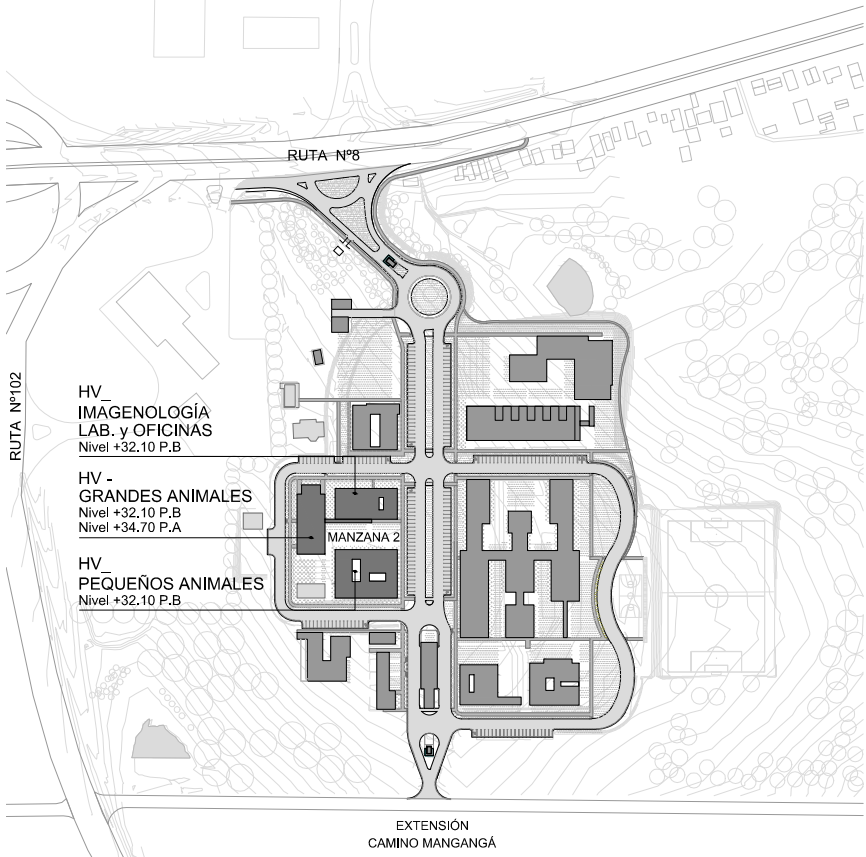 RUTA Nº8
RUTA Nº102
HV_
IMAGENOLOGÍA
LAB. y OFICINAS
Nivel +32.10 P.B
HV -
GRANDES ANIMALES
Nivel +32.10 P.B
Nivel +34.70 P.A
MANZANA 2
HV_
PEQUEÑOS ANIMALES
Nivel +32.10 P.B
EXTENSIÓN
CAMINO MANGANGÁ